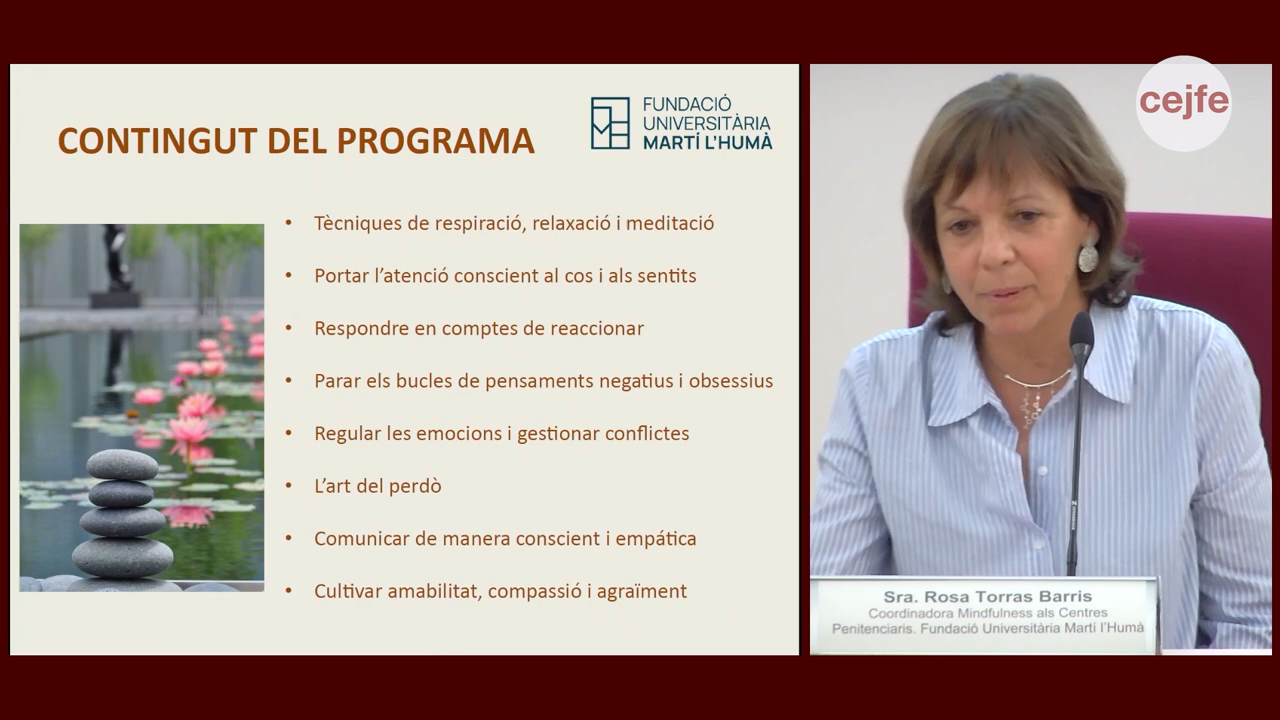 CONTINGUT DEL PROGRAMA
FUNDACIÓ
UNIVERSITÀRIA
MARTÍ L'HUMÀ
• Tècniques de respiració, relaxació i meditació
• Portar l'atenció conscient al cos i als sentits
• Respondre en comptes de reaccionar
• Parar els bucles de pensaments negatius i obsessius
• Regular les emocions i gestionar conflictes
• L'art del perdò
• Comunicar de manera conscient i empática
• Cultivar amabilitat, compassió i agraïment
cejfe
Sra. Rosa Torras Barris
Coordinadora Mindfulness als Centres
Penitenciaris. Fundació Universitària Martí l'Humà